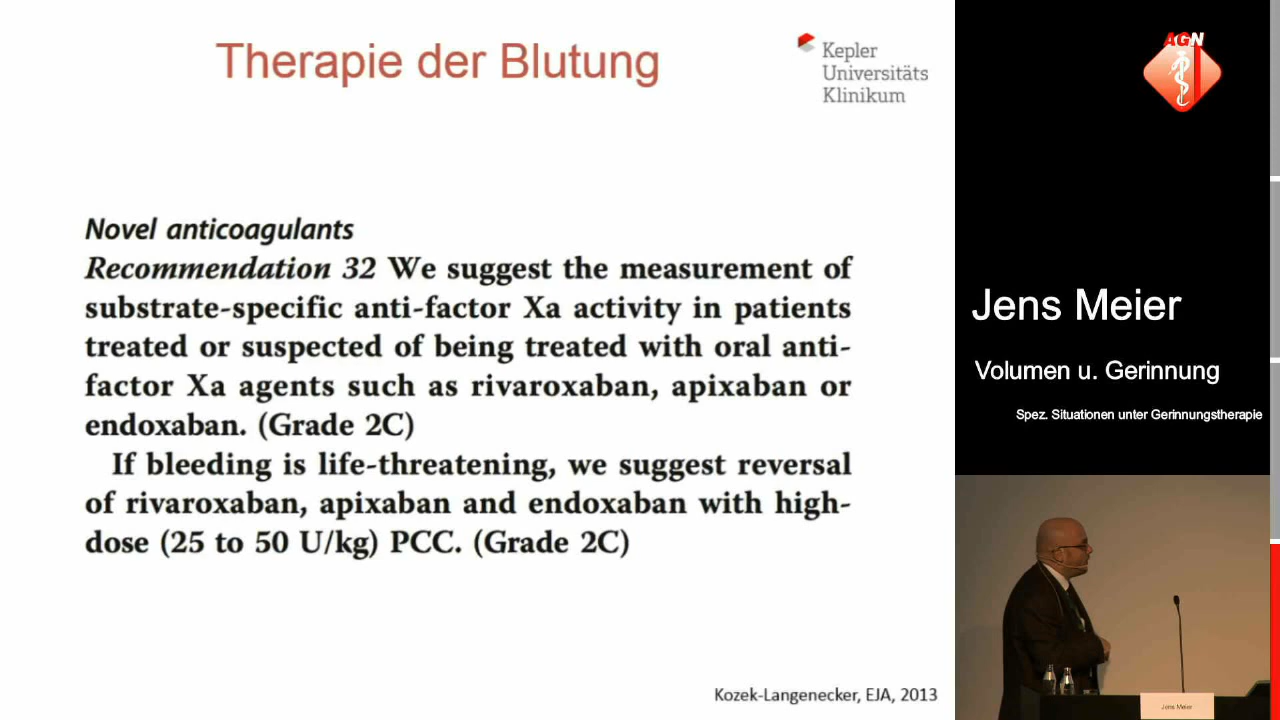 Therapie der Blutung
Kepler
Universitäts
Klinikum
Novel anticoagulants
Recommendation 32 We suggest the measurement of
substrate-specific anti-factor Xa activity in patients
treated or suspected of being treated with oral anti-
factor Xa agents such as rivaroxaban, apixaban or
endoxaban. (Grade 2C)
If bleeding is life-threatening, we suggest reversal
of rivaroxaban, apixaban and endoxaban with high-
dose (25 to 50 U/kg) PCC. (Grade 2C)
Kozek-Langenecker, EJA, 2013
AGN
Jens Meier
Volumen u. Gerinnung
Spez. Situationen unter Gerinnungstherapie
Jens Meier